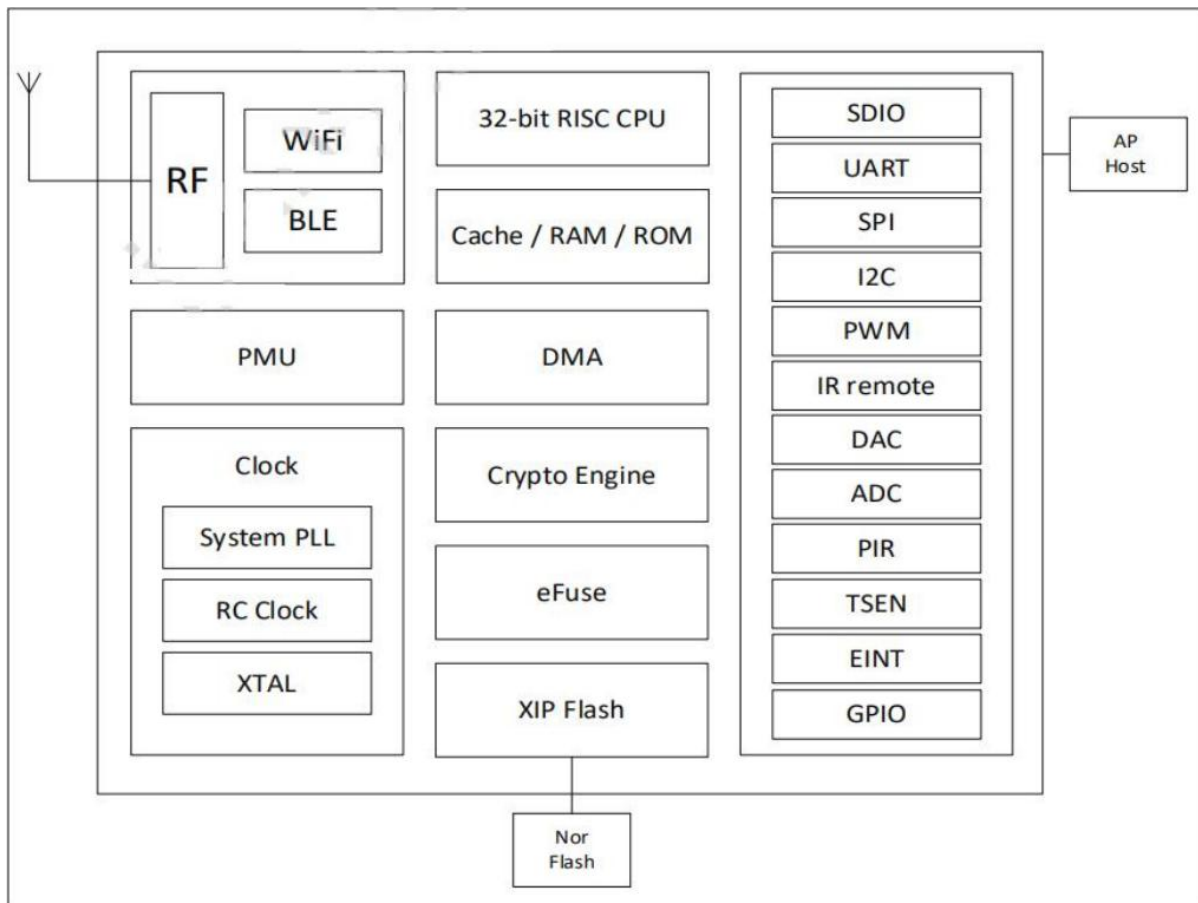 RF
WiFi
BLE
PMU
Clock
System PLL
RC Clock
XTAL
32-bit RISC CPU
Cache / RAM / ROM
DMA
Crypto Engine
eFuse
XIP Flash
SDIO
UART
SPI
I2C
PWM
IR remote
DAC
ADC
PIR
TSEN
EINT
GPIO
AP
Host
Nor
Flash